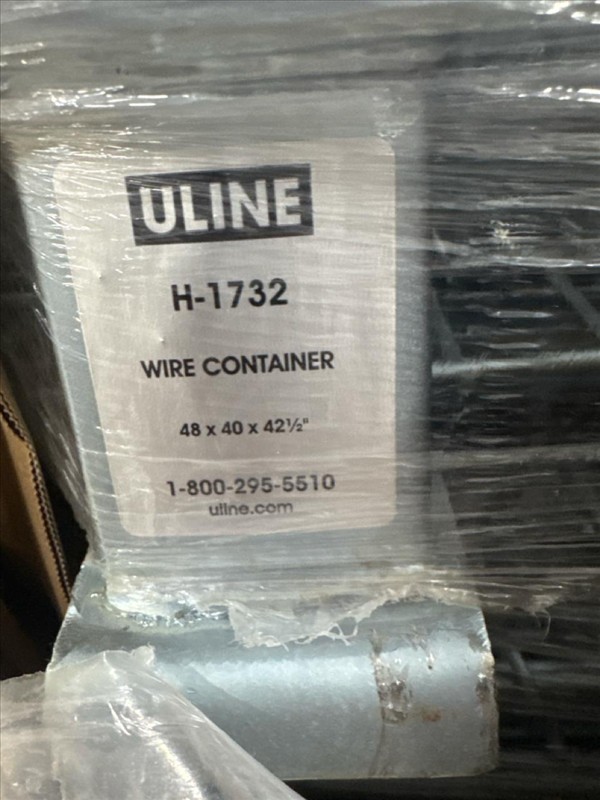 ULINE
H-1732
WIRE CONTAINER
48 x 40 x 42½"
1-800-295-5510
uline.com